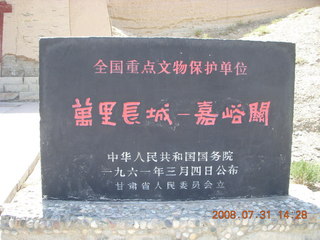 全国重点文物保护单位
萬里長城－嘉峪關
中华人民共和国国务院
一九六一年三月四日公布
甘肃省人民委员会立
2008.07.31 14:28